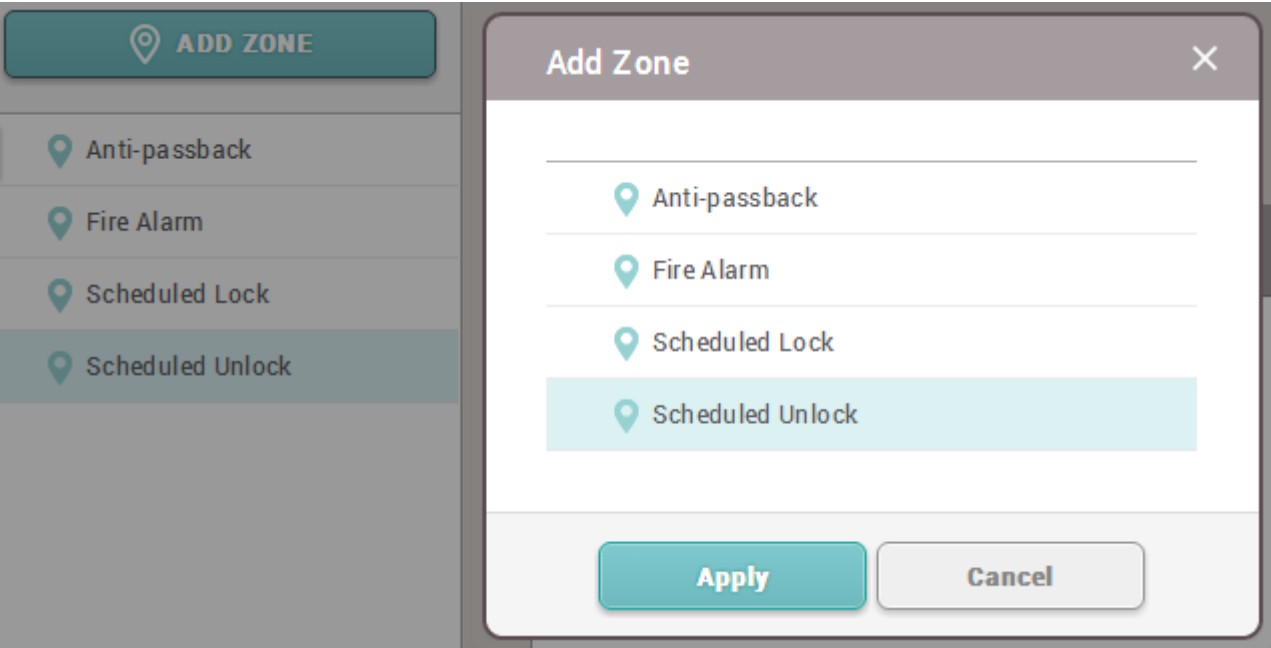 ADD ZONE
Anti-passback
Fire Alarm
Scheduled Lock
Scheduled Unlock
Add Zone
Anti-passback
Fire Alarm
Scheduled Lock
Scheduled Unlock
Apply
Cancel